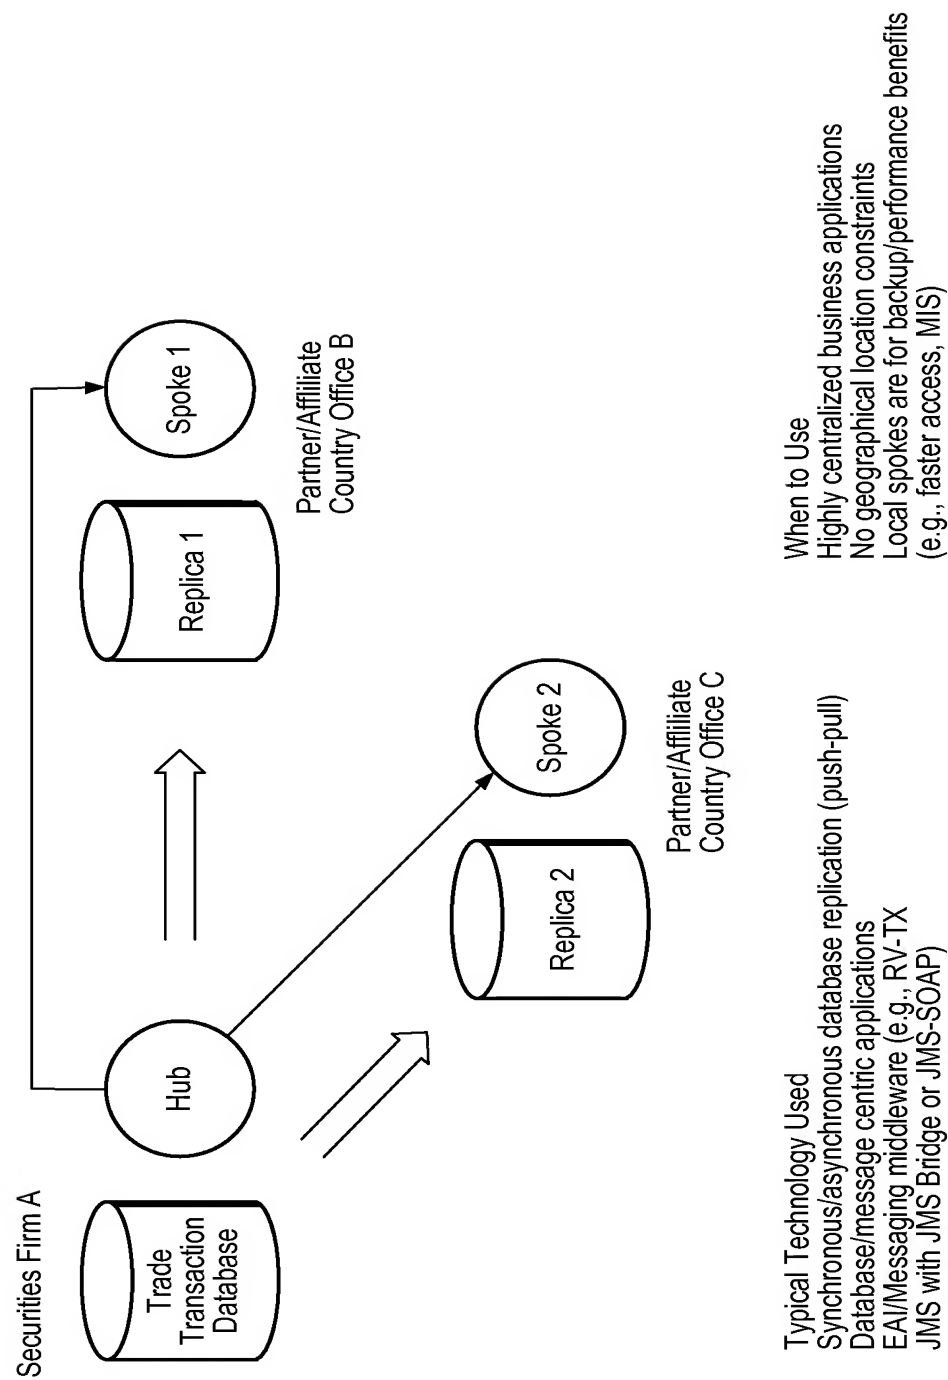 Securities Firm A
Trade
Transaction
Database
Hub
Replica 1
Spoke 1
Partner/Affliliate
Country Office B
Replica 2
Spoke 2
Partner/Affliliate
Country Office C
Typical Technology Used
Synchronous/asynchronous database replication (push-pull)
Database/message centric applications
EAI/Messaging middleware (e.g., RV-TX
JMS with JMS Bridge or JMS-SOAP)
When to Use
Highly centralized business applications
No geographical location constraints
Local spokes are for backup/performance benefits
(e.g., faster access, MIS)